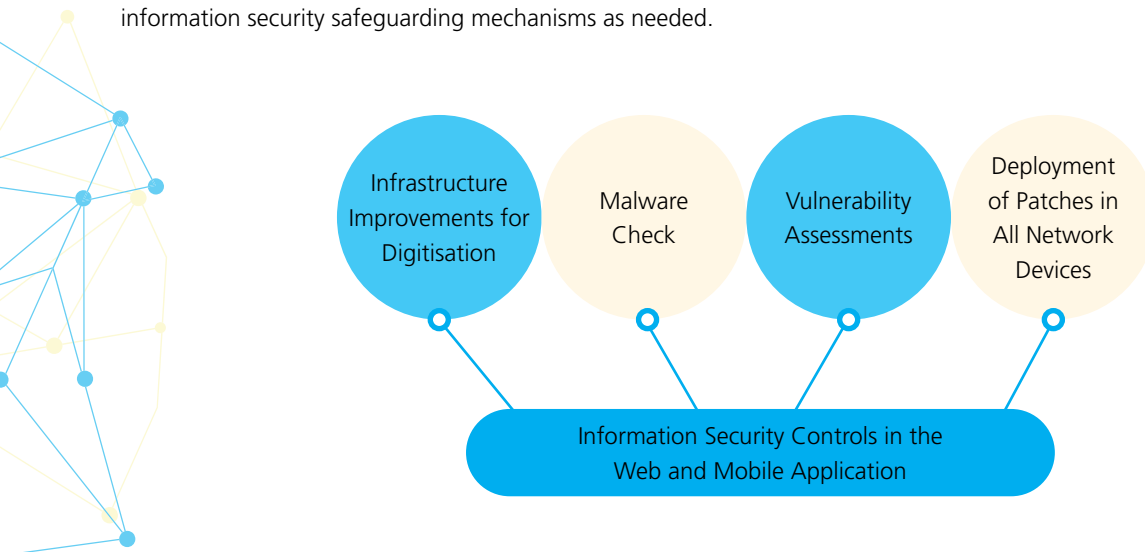 information security safeguarding mechanisms as needed.
Infrastructure
Improvements for
Digitisation
Malware
Check
Vulnerability
Assessments
Deployment
of Patches in
All Network
Devices
Information Security Controls in the
Web and Mobile Application